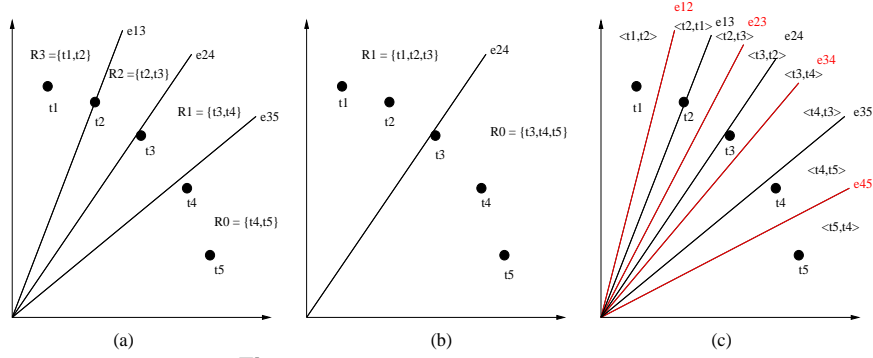 e13
R3 ={t1,t2}
R2 ={t2,t3}
e24
t1
t2
R1 = {t3,t4}
e35
t3
t4
R0 = {t4,t5}
t5
(a)
R1 = {t1,t2,t3}
e24
t1
t2
t3
R0 = {t3,t4,t5}
t4
t5
(b)
e12
<t1,t2>
<t2,t1>
e13
e23
<t2,t3>
e24
<t3,t2>
e34
<t3,t4>
t1
t2
<t4,t3>
e35
t3
<t4,t5>
e45
t4
<t5,t4>
t5
(c)